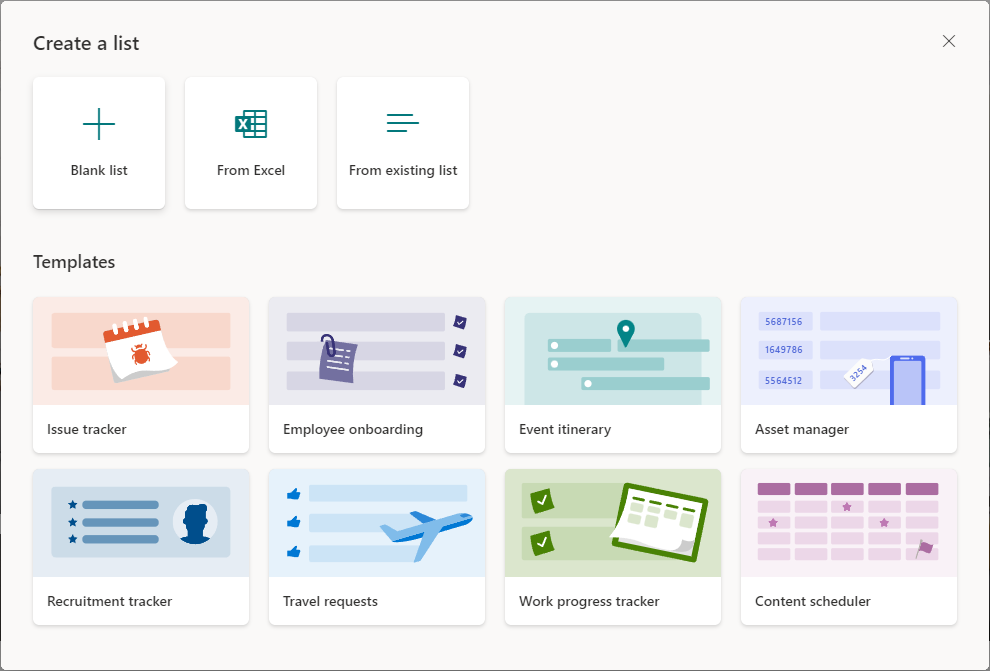 Create a list
Blank list
From Excel
From existing list
Templates
Issue tracker
Employee onboarding
Event itinerary
5687156
1649786
5564512
3254
Asset manager
Recruitment tracker
Travel requests
Work progress tracker
Content scheduler